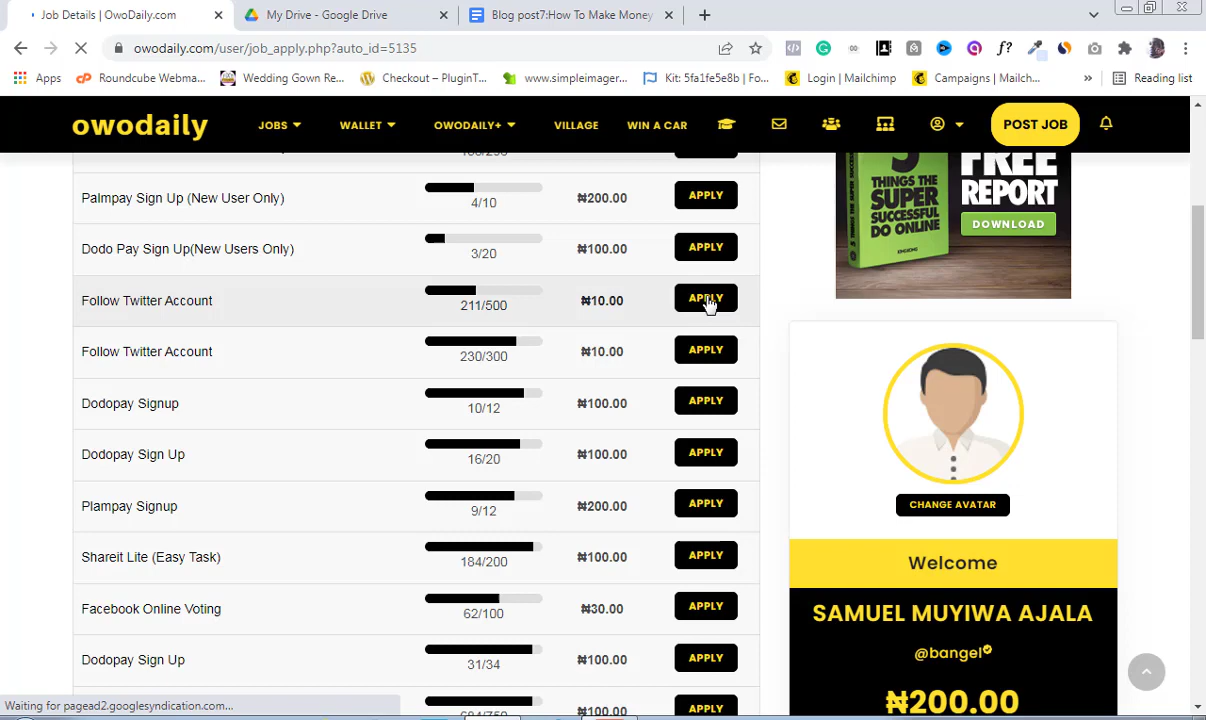 Job Details | OwoDaily.com
My Drive - Google Drive
Blog post7:How To Make Money
owodaily.com/user/job_apply.php?auto_id=5135
Apps
Roundcube Webma...
Wedding Gown Re...
Checkout – PluginT...
www.simpleimager...
Kit: 5fa1fe5e8b | Fo...
Login | Mailchimp
Campaigns | Mailch...
»
Reading list
owodaily
JOBS
WALLET
OWODAILY+
VILLAGE
WIN A CAR
POST JOB
Palmpay Sign Up (New User Only)
4/10
₦200.00
APPLY
Dodo Pay Sign Up(New Users Only)
3/20
₦100.00
APPLY
Follow Twitter Account
211/500
₦10.00
APPLY
Follow Twitter Account
230/300
₦10.00
APPLY
Dodopay Signup
10/12
₦100.00
APPLY
Dodopay Sign Up
16/20
₦100.00
APPLY
Plampay Signup
9/12
₦200.00
APPLY
Shareit Lite (Easy Task)
184/200
₦100.00
APPLY
Facebook Online Voting
62/100
₦30.00
APPLY
Dodopay Sign Up
31/34
₦100.00
APPLY
₦100.00
APPLY
FREE
REPORT
DOWNLOAD
THINGS THE
SUPER
SUCCESSFUL
DO ONLINE
CHANGE AVATAR
Welcome
SAMUEL MUYIWA AJALA
@bangel
₦200.00
Waiting for pagead2.googlesyndication.com...